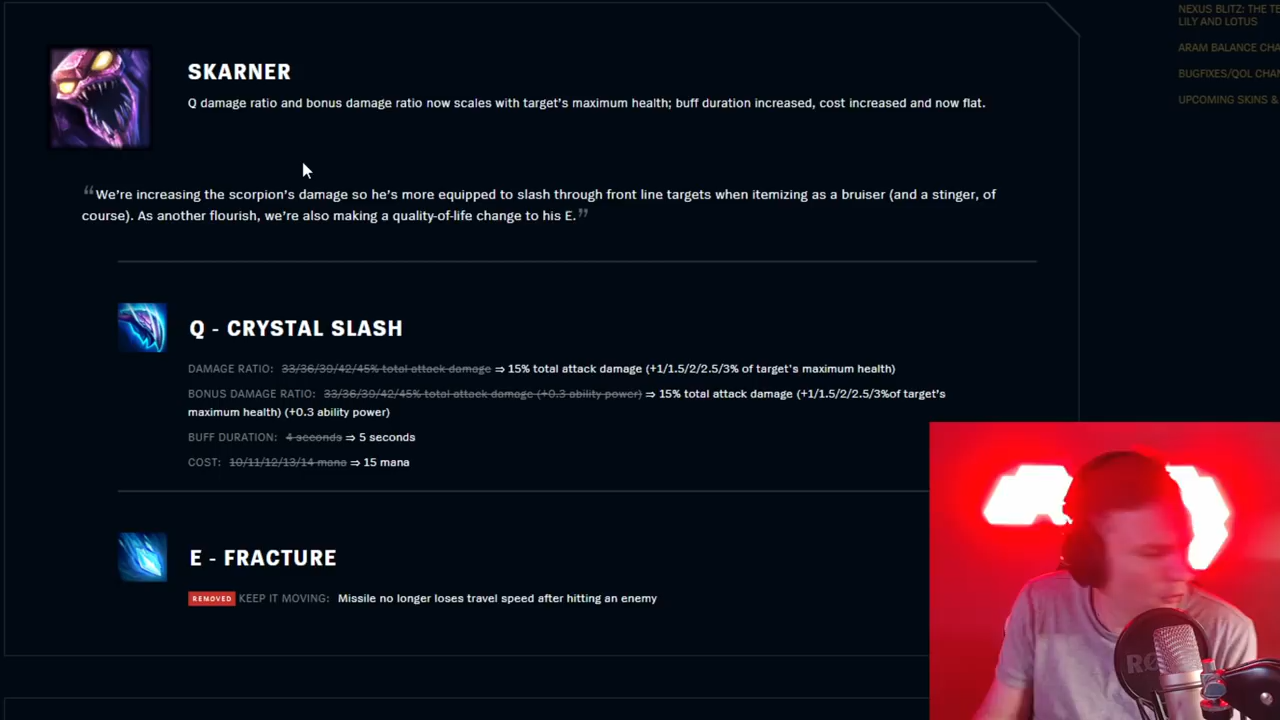 NEXUS BLITZ: THE
LILY AND LOTUS
ARAM BALANCE
BUGFIXES/QOL
UPCOMING SKINS &
SKARNER
Q damage ratio and bonus damage ratio now scales with target's maximum health; buff duration increased, cost increased and now flat.
“We're increasing the scorpion's damage so he's more equipped to slash through front line targets when itemizing as a bruiser (and a stinger, of
course). As another flourish, we're also making a quality-of-life change to his E.”
Q - CRYSTAL SLASH
DAMAGE RATIO: 33/36/39/42/45% total attack damage ⇒ 15% total attack damage (+1/1.5/2/2.5/3% of target's maximum health)
BONUS DAMAGE RATIO: 33/36/39/42/45% total attack damage (+0.3 ability power) ⇒ 15% total attack damage (+1/1.5/2/2.5/3%of target's
maximum health) (+0.3 ability power)
BUFF DURATION: 4 seconds ⇒ 5 seconds
COST: 10/11/12/13/14 mana ⇒ 15 mana
E - FRACTURE
REMOVED KEEP IT MOVING: Missile no longer loses travel speed after hitting an enemy